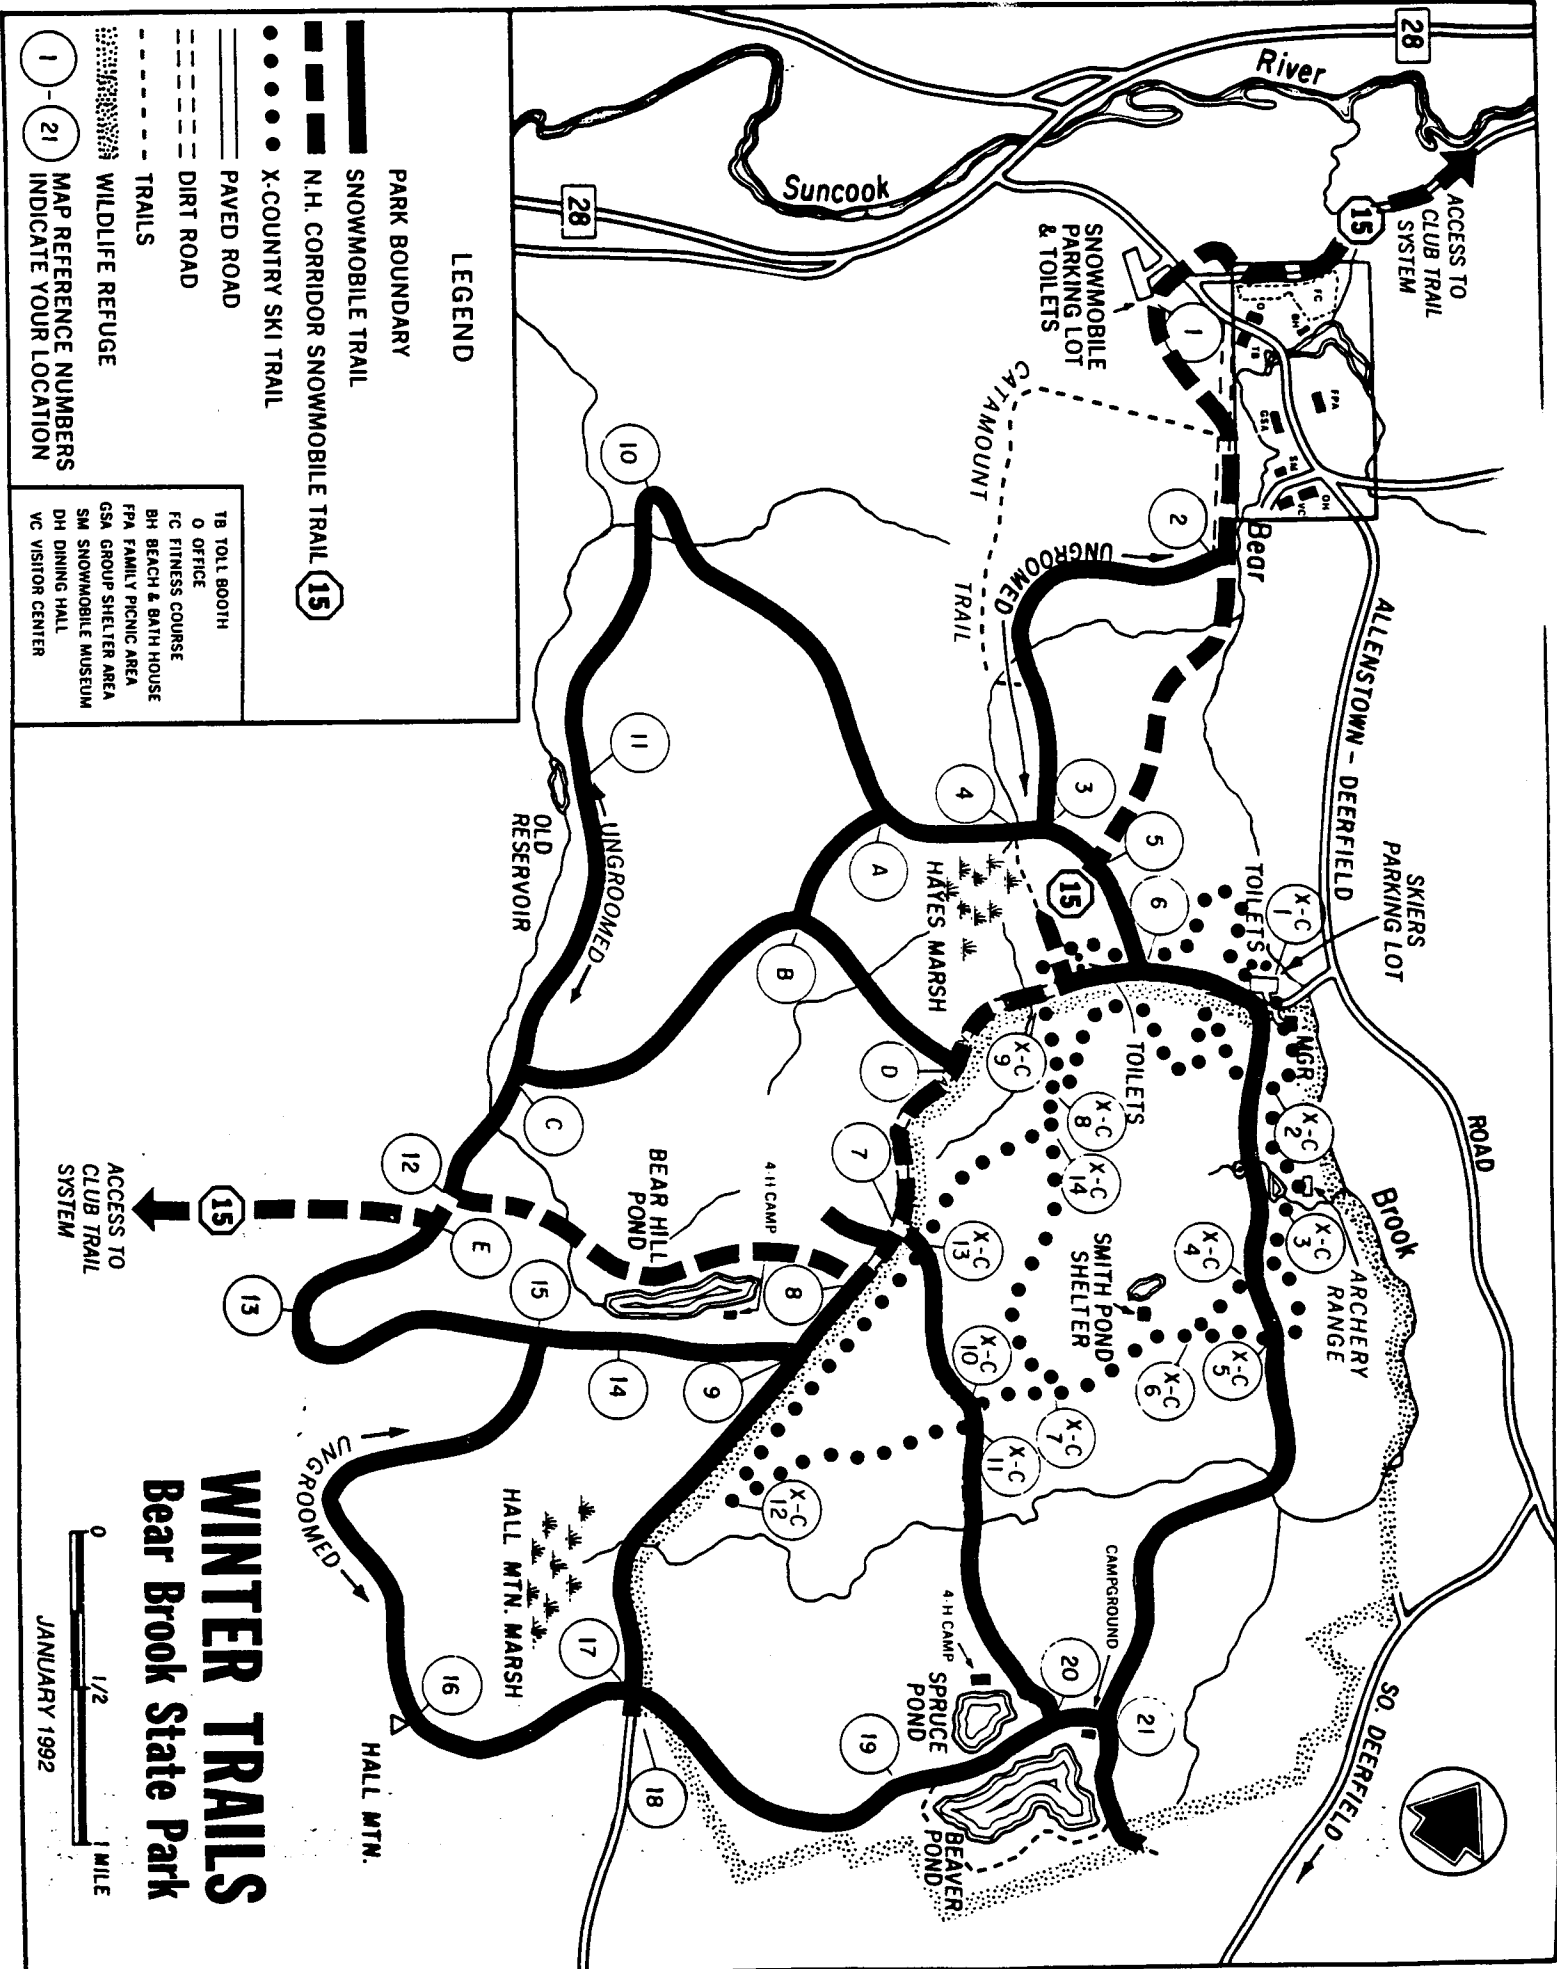 WINTER TRAILS
Bear Brook State Park
0 1/2 1 MILE
JANUARY 1992
LEGEND
PARK BOUNDARY
SNOWMOBILE TRAIL
N.H. CORRIDOR SNOWMOBILE TRAIL 15
X-COUNTRY SKI TRAIL
PAVED ROAD
DIRT ROAD
TRAILS
WILDLIFE REFUGE
1 - 21 MAP REFERENCE NUMBERS
INDICATE YOUR LOCATION
TB TOLL BOOTH
O OFFICE
FC FITNESS COURSE
BH BEACH & BATH HOUSE
FPA FAMILY PICNIC AREA
GSA GROUP SHELTER AREA
SM SNOWMOBILE MUSEUM
DH DINING HALL
VC VISITOR CENTER
28
River
Suncook
28
ACCESS TO
CLUB TRAIL
SYSTEM
15
SNOWMOBILE
PARKING LOT
& TOILETS
FC
BH
O
TB
FPA
GSA
SM
DH
VC
1
2
Bear
CATAMOUNT
TRAIL
UNGROOMED
ALLENSTOWN - DEERFIELD
ROAD
SKIERS
PARKING LOT
TOILETS
X-C
1
3
4
5
6
15
HAYES MARSH
A
B
10
11
UNGROOMED
OLD
RESERVOIR
C
D
MGR
TOILETS
X-C
2
X-C
3
ARCHERY
RANGE
Brook
X-C
4
X-C
5
X-C
6
X-C
7
X-C
8
X-C
9
X-C
14
X-C
13
X-C
10
X-C
11
X-C
12
SMITH POND
SHELTER
7
8
9
4-H CAMP
BEAR HILL
POND
12
E
13
14
15
15
ACCESS TO
CLUB TRAIL
SYSTEM
UNGROOMED
HALL MTN. MARSH
16
17
18
19
20
21
HALL MTN.
CAMPGROUND
4-H CAMP
SPRUCE
POND
BEAVER
POND
SO. DEERFIELD